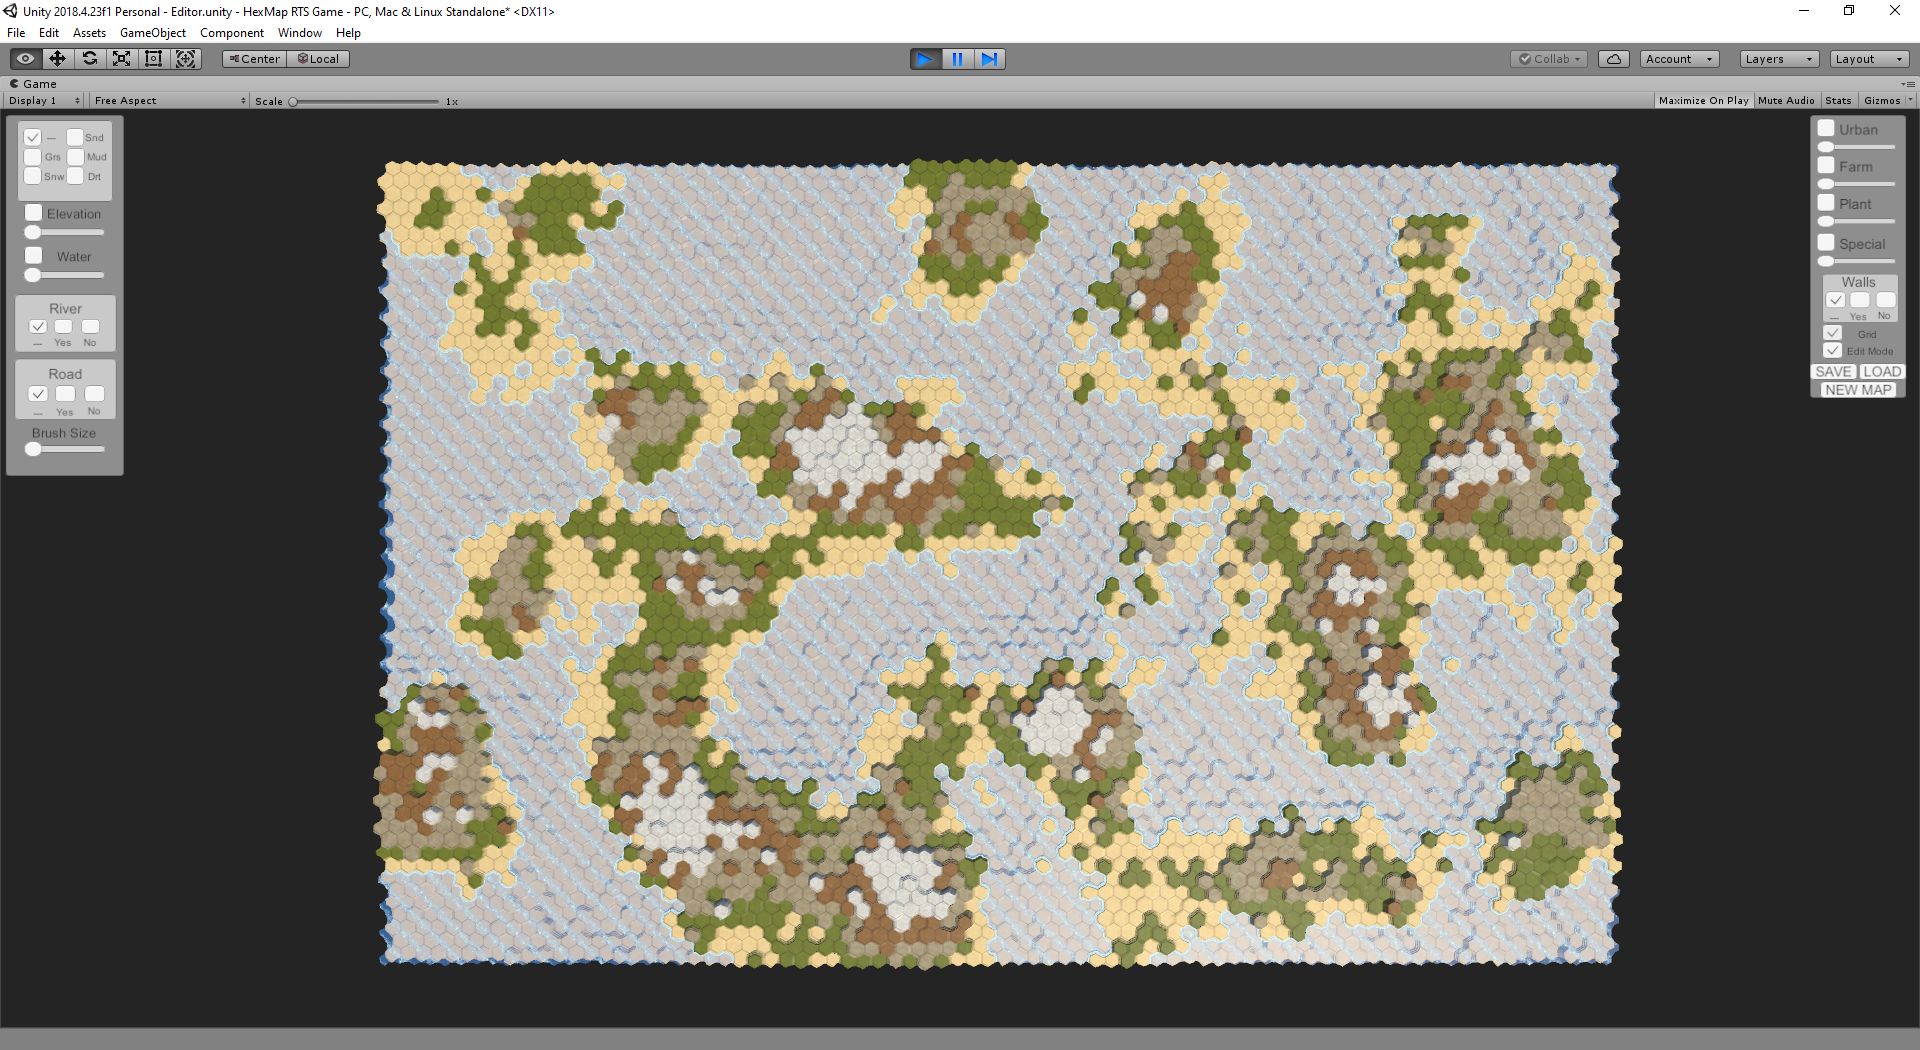 Unity 2018.4.23f1 Personal - Editor.unity - HexMap RTS Game - PC, Mac & Linux Standalone* <DX11>
File Edit Assets GameObject Component Window Help
Center Local Collab Account Layers Layout
Game
Display 1 Free Aspect Scale 1x Maximize On Play Mute Audio Stats Gizmos
--- Snd
Grs Mud
Snw Drt
Elevation
Water
River
--- Yes No
Road
--- Yes No
Brush Size
Urban
Farm
Plant
Special
Walls
--- Yes No
Grid
Edit Mode
SAVE LOAD
NEW MAP